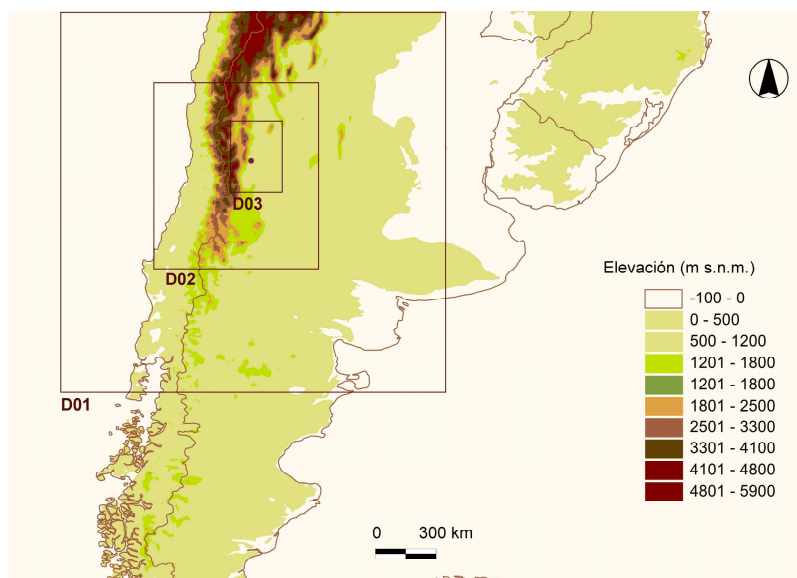 D03
D02
D01
Elevación (m s.n.m.)
-100 - 0
0 - 500
500 - 1200
1201 - 1800
1201 - 1800
1801 - 2500
2501 - 3300
3301 - 4100
4101 - 4800
4801 - 5900
0 300 km